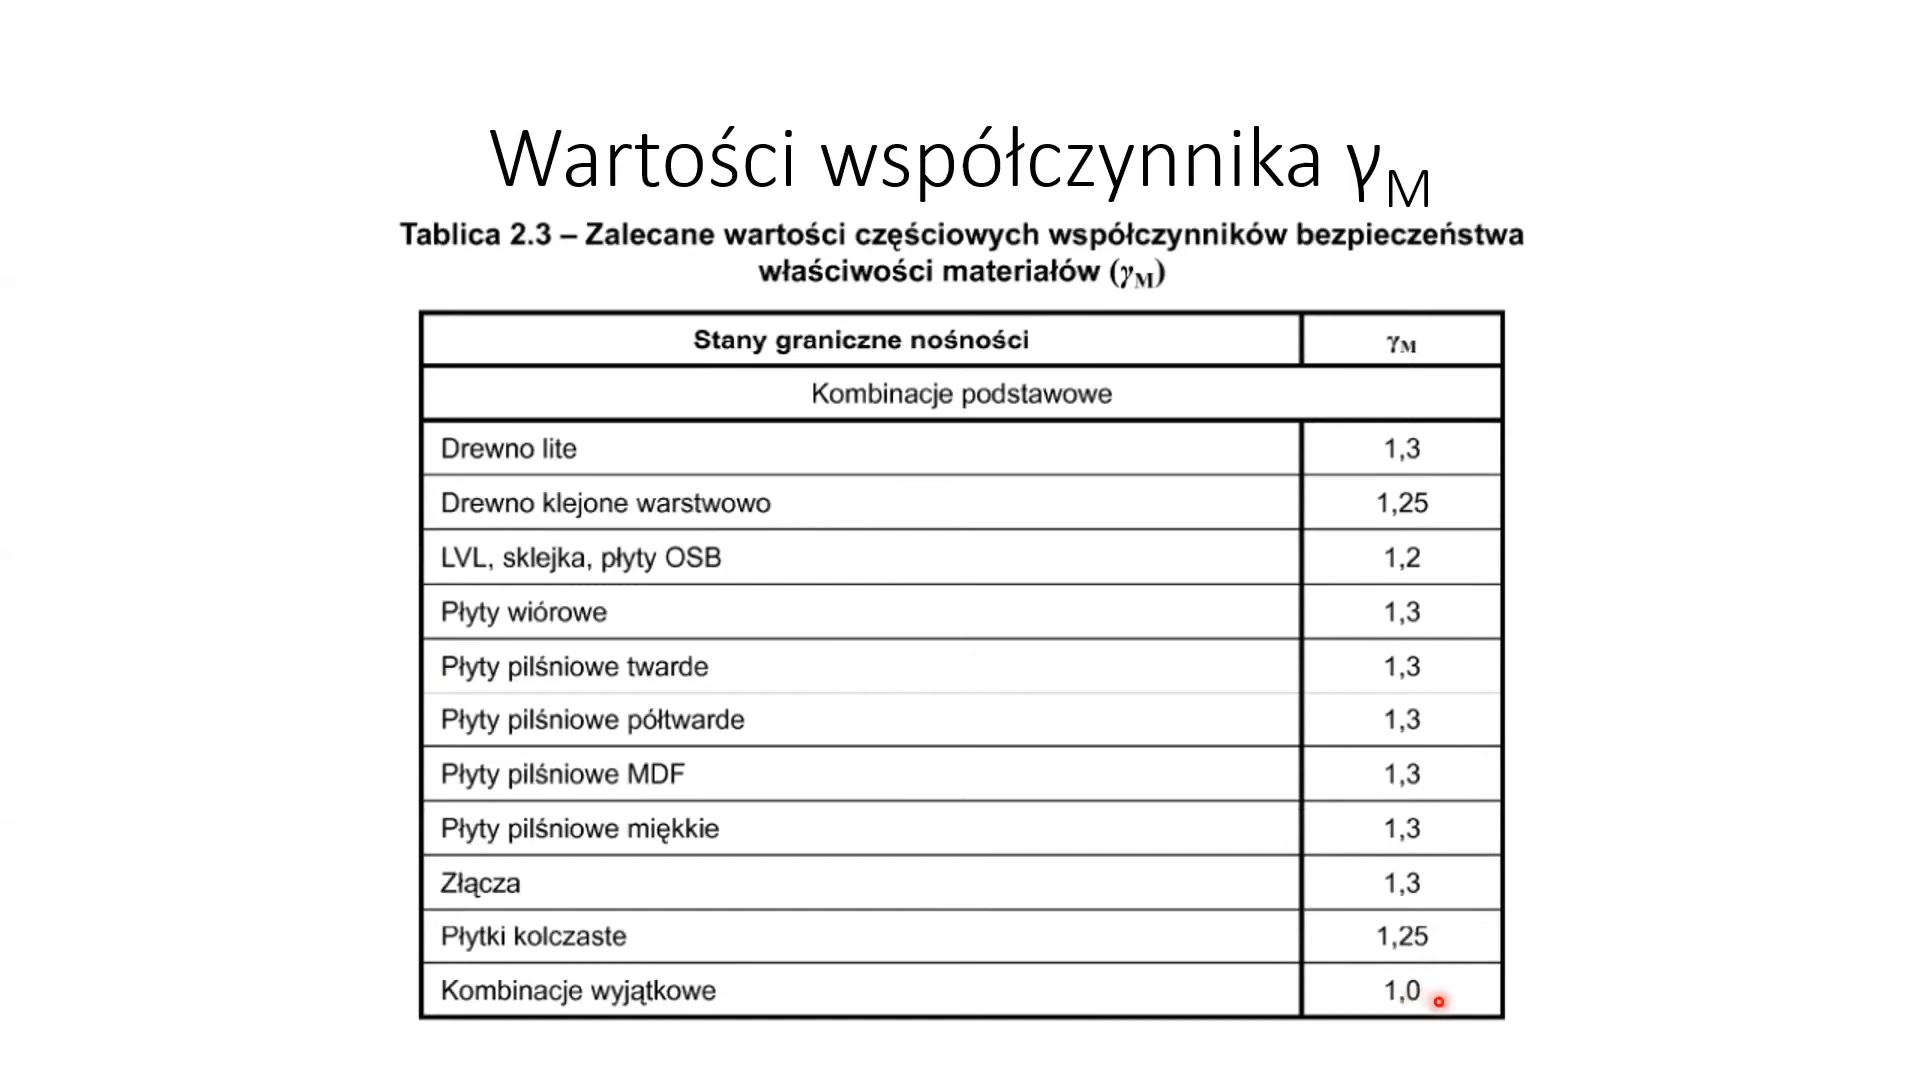 Wartości współczynnika γM
Tablica 2.3 – Zalecane wartości częściowych współczynników bezpieczeństwa
właściwości materiałów (γM)
Stany graniczne nośności γM
Kombinacje podstawowe
Drewno lite 1,3
Drewno klejone warstwowo 1,25
LVL, sklejka, płyty OSB 1,2
Płyty wiórowe 1,3
Płyty pilśniowe twarde 1,3
Płyty pilśniowe półtwarde 1,3
Płyty pilśniowe MDF 1,3
Płyty pilśniowe miękkie 1,3
Złącza 1,3
Płytki kolczaste 1,25
Kombinacje wyjątkowe 1,0